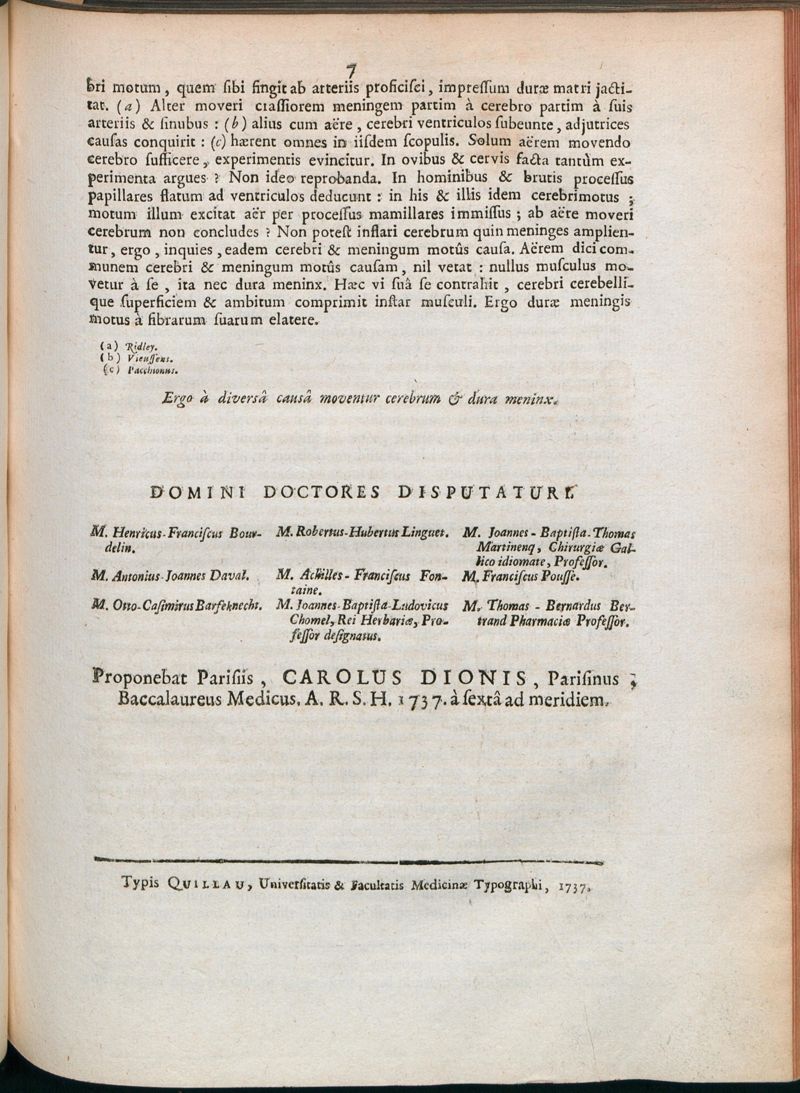 7
bri motum, quem ſibi fingit ab arteriis proficiſci, impreſſum duræ matri jacti-
tat. (a) Alter moveri craſſiorem meningem partim à cerebro partim à ſuis
arteriis & ſinubus : (b) alius cum aëre, cerebri ventriculos ſubeunte, adjutrices
cauſas conquirit : (c) hærent omnes in iiſdem ſcopulis. Solum aërem movendo
cerebro ſufficere, experimentis evincitur. In ovibus & cervis facta tantùm ex-
perimenta argues ? Non ideo reprobanda. In hominibus & brutis proceſſus
papillares flatum ad ventriculos deducunt : in his & illis idem cerebri motus ;
motum illum excitat aër per proceſſus mamillares immiſſus ; ab aëre moveri
cerebrum non concludes ? Non poteſt inflari cerebrum quin meninges amplien-
tur, ergo, inquies, eadem cerebri & meningum motûs cauſa. Aërem dici com-
munem cerebri & meningum motûs cauſam, nil vetat : nullus muſculus mo-
vetur à ſe, ita nec dura meninx. Hæc vi ſuâ ſe contrahit, cerebri cerebelli-
que ſuperficiem & ambitum comprimit inſtar muſculi. Ergo duræ meningis
motus à fibrarum ſuarum elatere.
(a) Ridley.
(b) Vieuſſens.
(c) Pacchionus.
Ergo à diversâ causâ moventur cerebrum & dura meninx.
DOMINI DOCTORES DISPUTATURI
M. Henricus-Franciſcus Bour-
delin.
M. Robertus-Hubertus Linguet.
M. Joannes-Baptiſta-Thomas
Martinenq, Chirurgiæ Gal-
lico idiomate, Profeſſor.
M. Antonius-Joannes Daval.
M. Achilles-Franciſcus Fon-
taine.
M. Franciſcus Pouſſe.
M. Otto-Caſimirus Barfeknecht.
M. Joannes-Baptiſta-Ludovicus
Chomel, Rei Herbariæ, Pro-
feſſor deſignatus.
M. Thomas-Bernardus Ber-
trand Pharmaciæ Profeſſor.
Proponebat Pariſiis, CAROLUS DIONIS, Pariſinus ;
Baccalaureus Medicus. A. R. S. H. 1737. à ſextâ ad meridiem.
Typis QUILLAU, Univerſitatis & Facultatis Medicinæ Typographi, 1737.